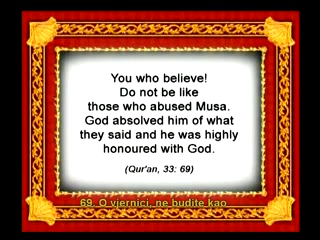 You who believe!
Do not be like
those who abused Musa.
God absolved him of what
they said and he was highly
honoured with God.
(Qur'an, 33: 69)
69. O vjernici, ne budite kao